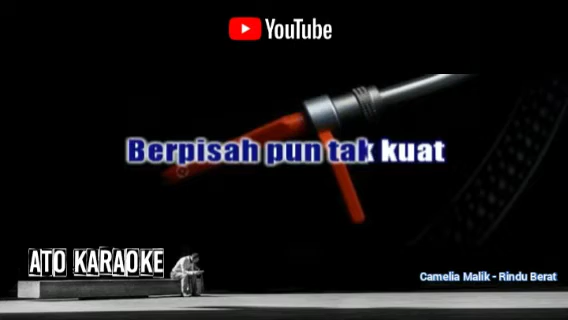 YouTube
Berpisah pun tak kuat
ATO KARAOKE
Camelia Malik - Rindu Berat